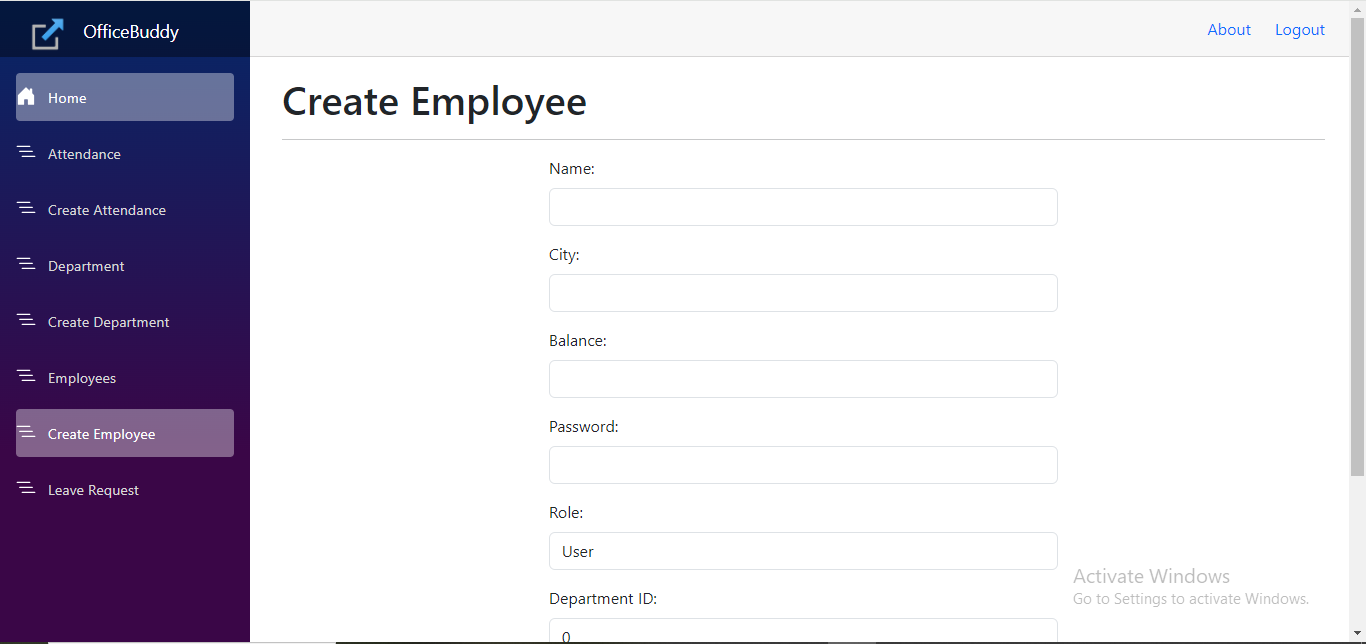 OfficeBuddy
About
Logout
Home
Attendance
Create Attendance
Department
Create Department
Employees
Create Employee
Leave Request
Create Employee
Name:
City:
Balance:
Password:
Role:
User
Department ID:
0
Activate Windows
Go to Settings to activate Windows.